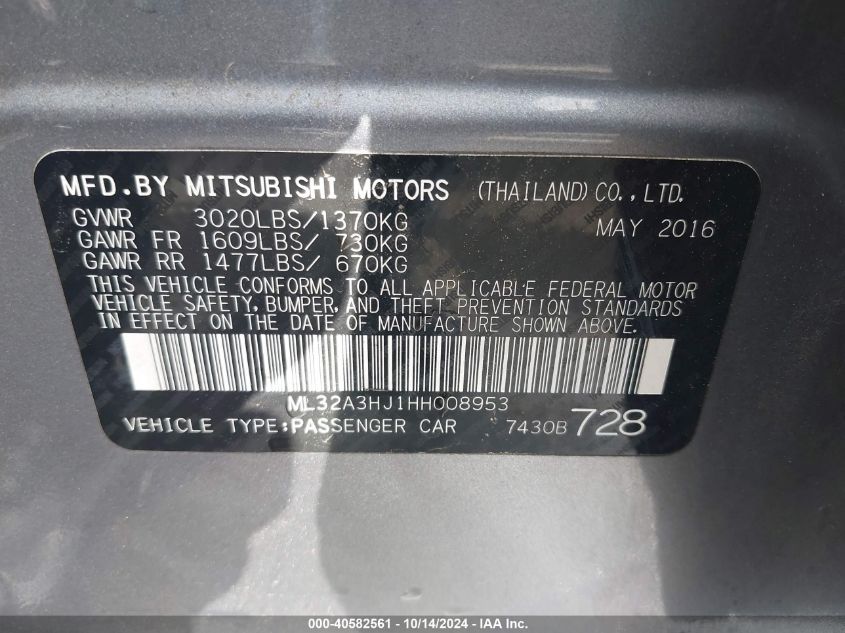 MFD.BY MITSUBISHI MOTORS (THAILAND) CO., LTD.
GVWR 3020LBS/1370KG MAY 2016
GAWR FR 1609LBS/ 730KG
GAWR RR 1477LBS/ 670KG
THIS VEHICLE CONFORMS TO ALL APPLICABLE FEDERAL MOTOR
VEHICLE SAFETY, BUMPER, AND THEFT PREVENTION STANDARDS
IN EFFECT ON THE DATE OF MANUFACTURE SHOWN ABOVE.
ML32A3HJ1HH008953
VEHICLE TYPE:PASSENGER CAR 7430B 728
000-40582561 - 10/14/2024 - IAA Inc.